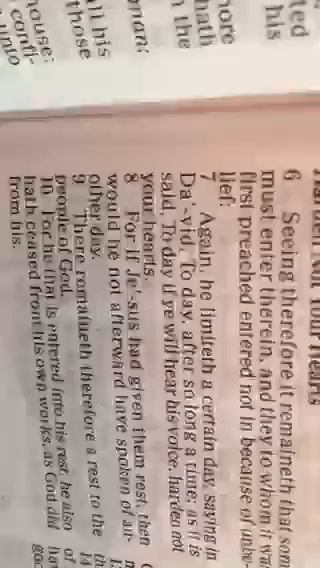 harden not your hearts
6 Seeing therefore it remaineth that som
must enter therein, and they to whom it wa
first preached entered not in because of unbe-
lief:
7 Again, he limiteth a certain day, saying in
Da'-vid, To day, after so long a time; as it is
said, To day if ye will hear his voice, harden not
your hearts.
8 For if Je'-sus had given them rest, then
would he not afterward have spoken of an-
other day.
9 There remaineth therefore a rest to the
people of God.
10 For he that is entered into his rest, he also
hath ceased from his own works, as God did
from his.
ted
his
more
hath
n the
ll his
those
house:
unto